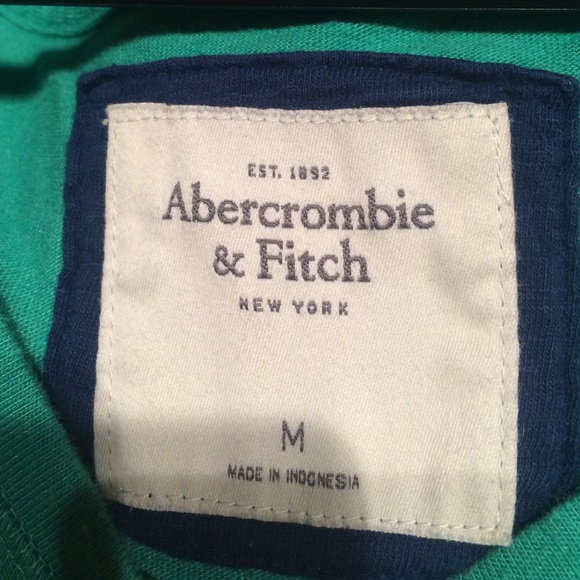 EST. 1892
Abercrombie
& Fitch
NEW YORK
M
MADE IN INDONESIA